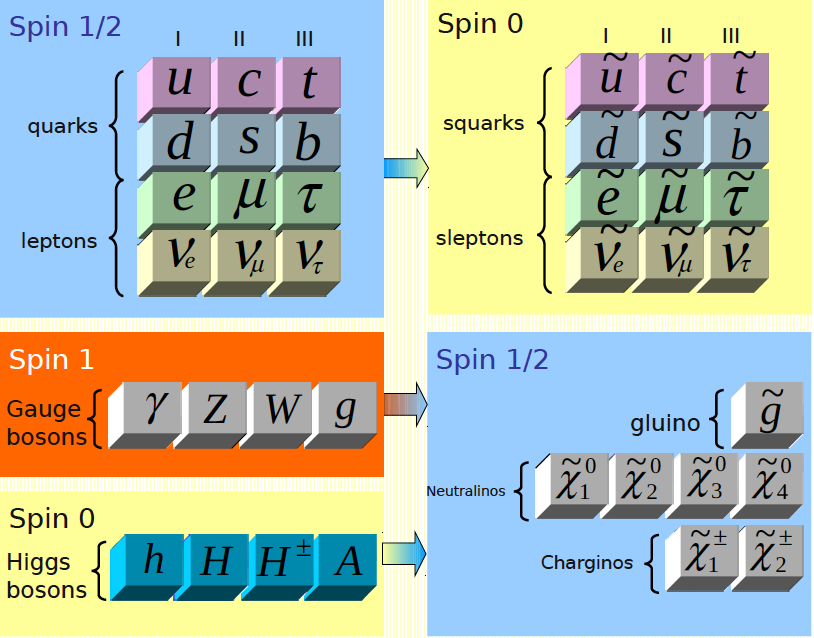 Spin 1/2
I II III
quarks
u c t
d s b
leptons
e μ τ
νe νμ ντ
Spin 0
I II III
squarks
ũ c̃ t̃
d̃ s̃ b̃
sleptons
ẽ μ̃ τ̃
ν̃e ν̃μ ν̃τ
Spin 1
Gauge
bosons
γ Z W g
Spin 0
Higgs
bosons
h H H± A
Spin 1/2
gluino
g̃
Neutralinos
χ̃⁰₁ χ̃⁰₂ χ̃⁰₃ χ̃⁰₄
Charginos
χ̃±₁ χ̃±₂